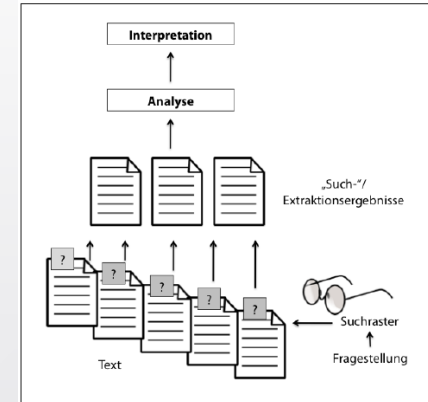 Interpretation
Analyse
„Such-“/
Extraktionsergebnisse
?
?
?
?
?
Suchraster
Text
Fragestellung